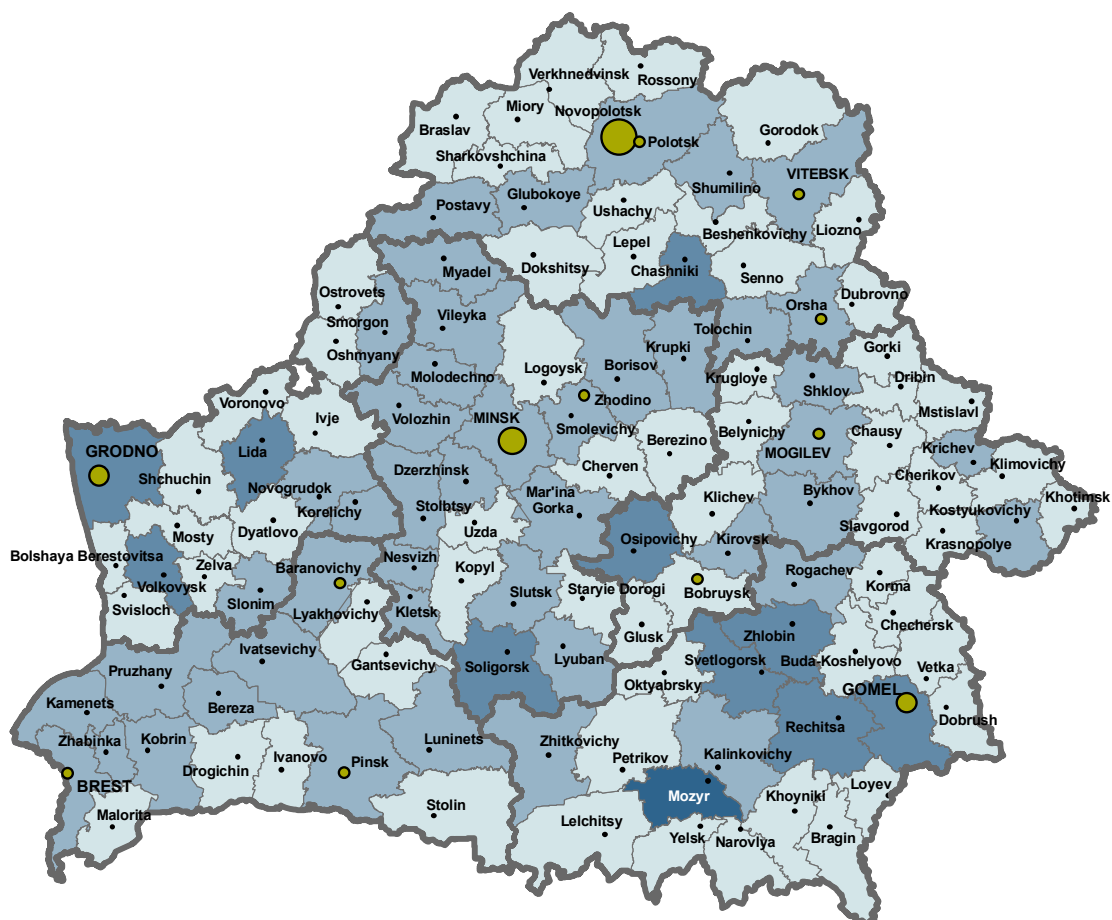 Verkhnedvinsk
Rossony
Miory
Novopolotsk
Braslav
Gorodok
Polotsk
Sharkovshchina
VITEBSK
Glubokoye
Shumilino
Postavy
Ushachy
Beshenkovichy
Liozno
Lepel
Myadel
Dokshitsy
Chashniki
Senno
Ostrovets
Dubrovno
Orsha
Smorgon
Vileyka
Tolochin
Oshmyany
Krupki
Gorki
Logoysk
Borisov
Molodechno
Krugloye
Shklov
Dribin
Voronovo
Zhodino
Ivje
Volozhin
MINSK
Mstislavl
Smolevichy
Berezino
Belynichy
Chausy
GRODNO
Lida
MOGILEV
Krichev
Dzerzhinsk
Cherven
Klimovichy
Shchuchin
Novogrudok
Mar'ina
Gorka
Klichev
Bykhov
Cherikov
Khotimsk
Stolbtsy
Korelichy
Kostyukovichy
Mosty
Dyatlovo
Uzda
Slavgorod
Osipovichy
Krasnopolye
Bolshaya Berestovitsa
Zelva
Nesvizh
Kirovsk
Baranovichy
Kopyl
Rogachev
Korma
Volkovysk
Slonim
Staryie Dorogi
Bobruysk
Svisloch
Lyakhovichy
Kletsk
Slutsk
Chechersk
Glusk
Zhlobin
Ivatsevichy
Lyuban
Gantsevichy
Soligorsk
Svetlogorsk
Buda-Koshelyovo
Vetka
Pruzhany
Oktyabrsky
GOMEL
Kamenets
Bereza
Dobrush
Rechitsa
Zhabinka
Kobrin
Luninets
Zhitkovichy
Kalinkovichy
Drogichin
Ivanovo
Pinsk
Petrikov
BREST
Mozyr
Khoyniki
Loyev
Malorita
Stolin
Lelchitsy
Yelsk
Narovlya
Bragin